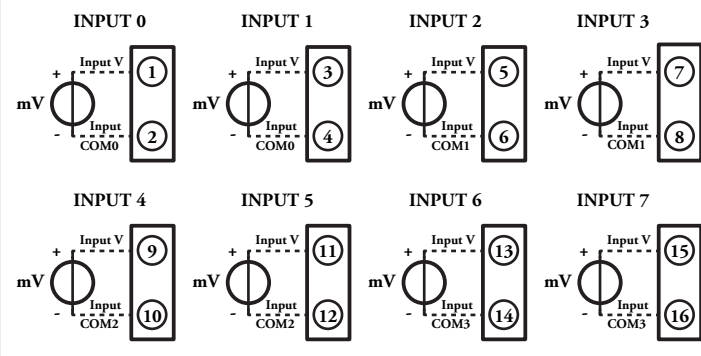 INPUT 0 INPUT 1 INPUT 2 INPUT 3
Input V Input V Input V Input V
+ 1 + 3 + 5 + 7
mV mV mV mV
- Input 2 - Input 4 - Input 6 - Input 8
COM0 COM0 COM1 COM1
INPUT 4 INPUT 5 INPUT 6 INPUT 7
Input V Input V Input V Input V
+ 9 + 11 + 13 + 15
mV mV mV mV
- Input 10 - Input 12 - Input 14 - Input 16
COM2 COM2 COM3 COM3